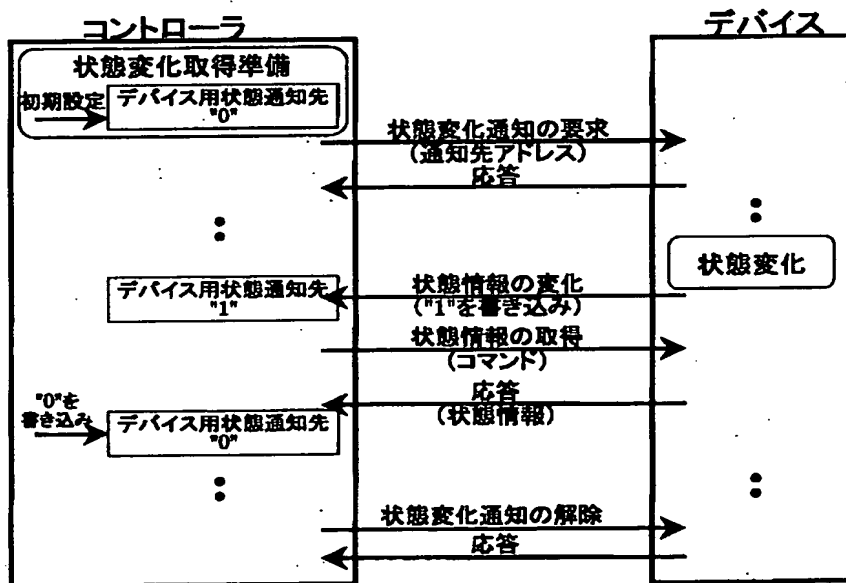 コントローラ
デバイス
状態変化取得準備
初期設定
デバイス用状態通知先
"0"
状態変化通知の要求
(通知先アドレス)
応答
状態変化
デバイス用状態通知先
"1"
状態情報の変化
("1"を書き込み)
状態情報の取得
(コマンド)
"0"を
書き込み
デバイス用状態通知先
"0"
応答
(状態情報)
状態変化通知の解除
応答